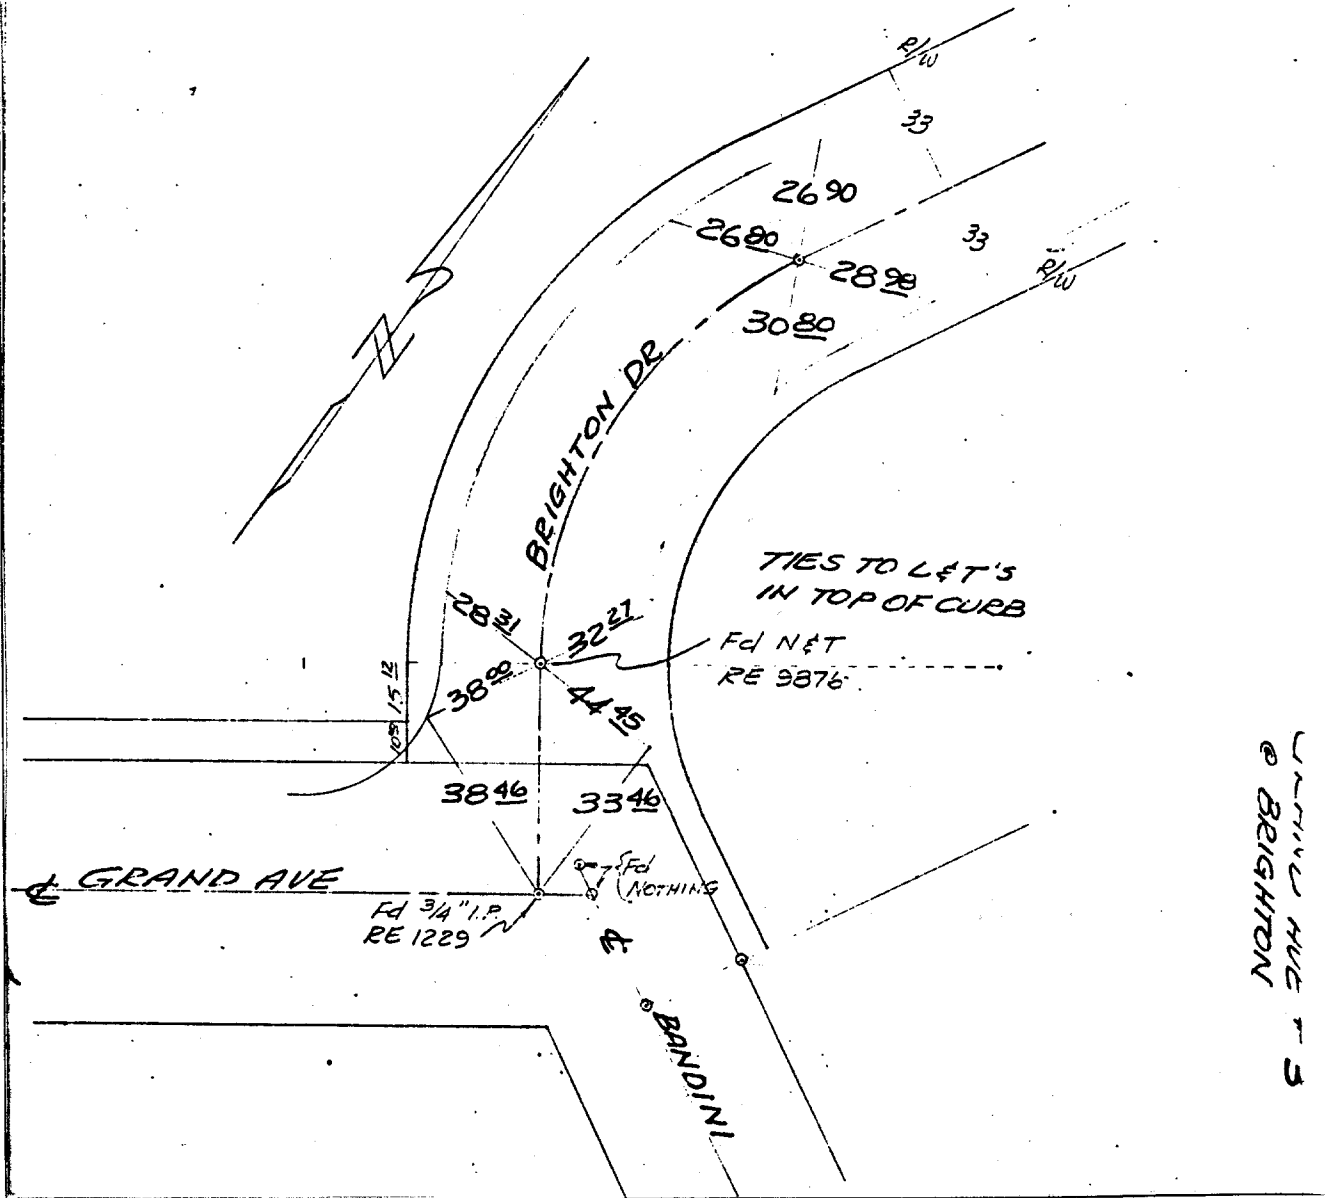 R/W
33
26 90
26 80
33
28 98
R/W
30 80
BRIGHTON DR
N
TIES TO L&T'S
IN TOP OF CURB
28 31
32 27
Fd N&T
RE 9876
38 00
15 12
44 45
38 46
33 46
℄ GRAND AVE
Fd
NOTHING
Fd 3/4" I.P.
RE 1229
℄
BANDINI
@ BRIGHTON